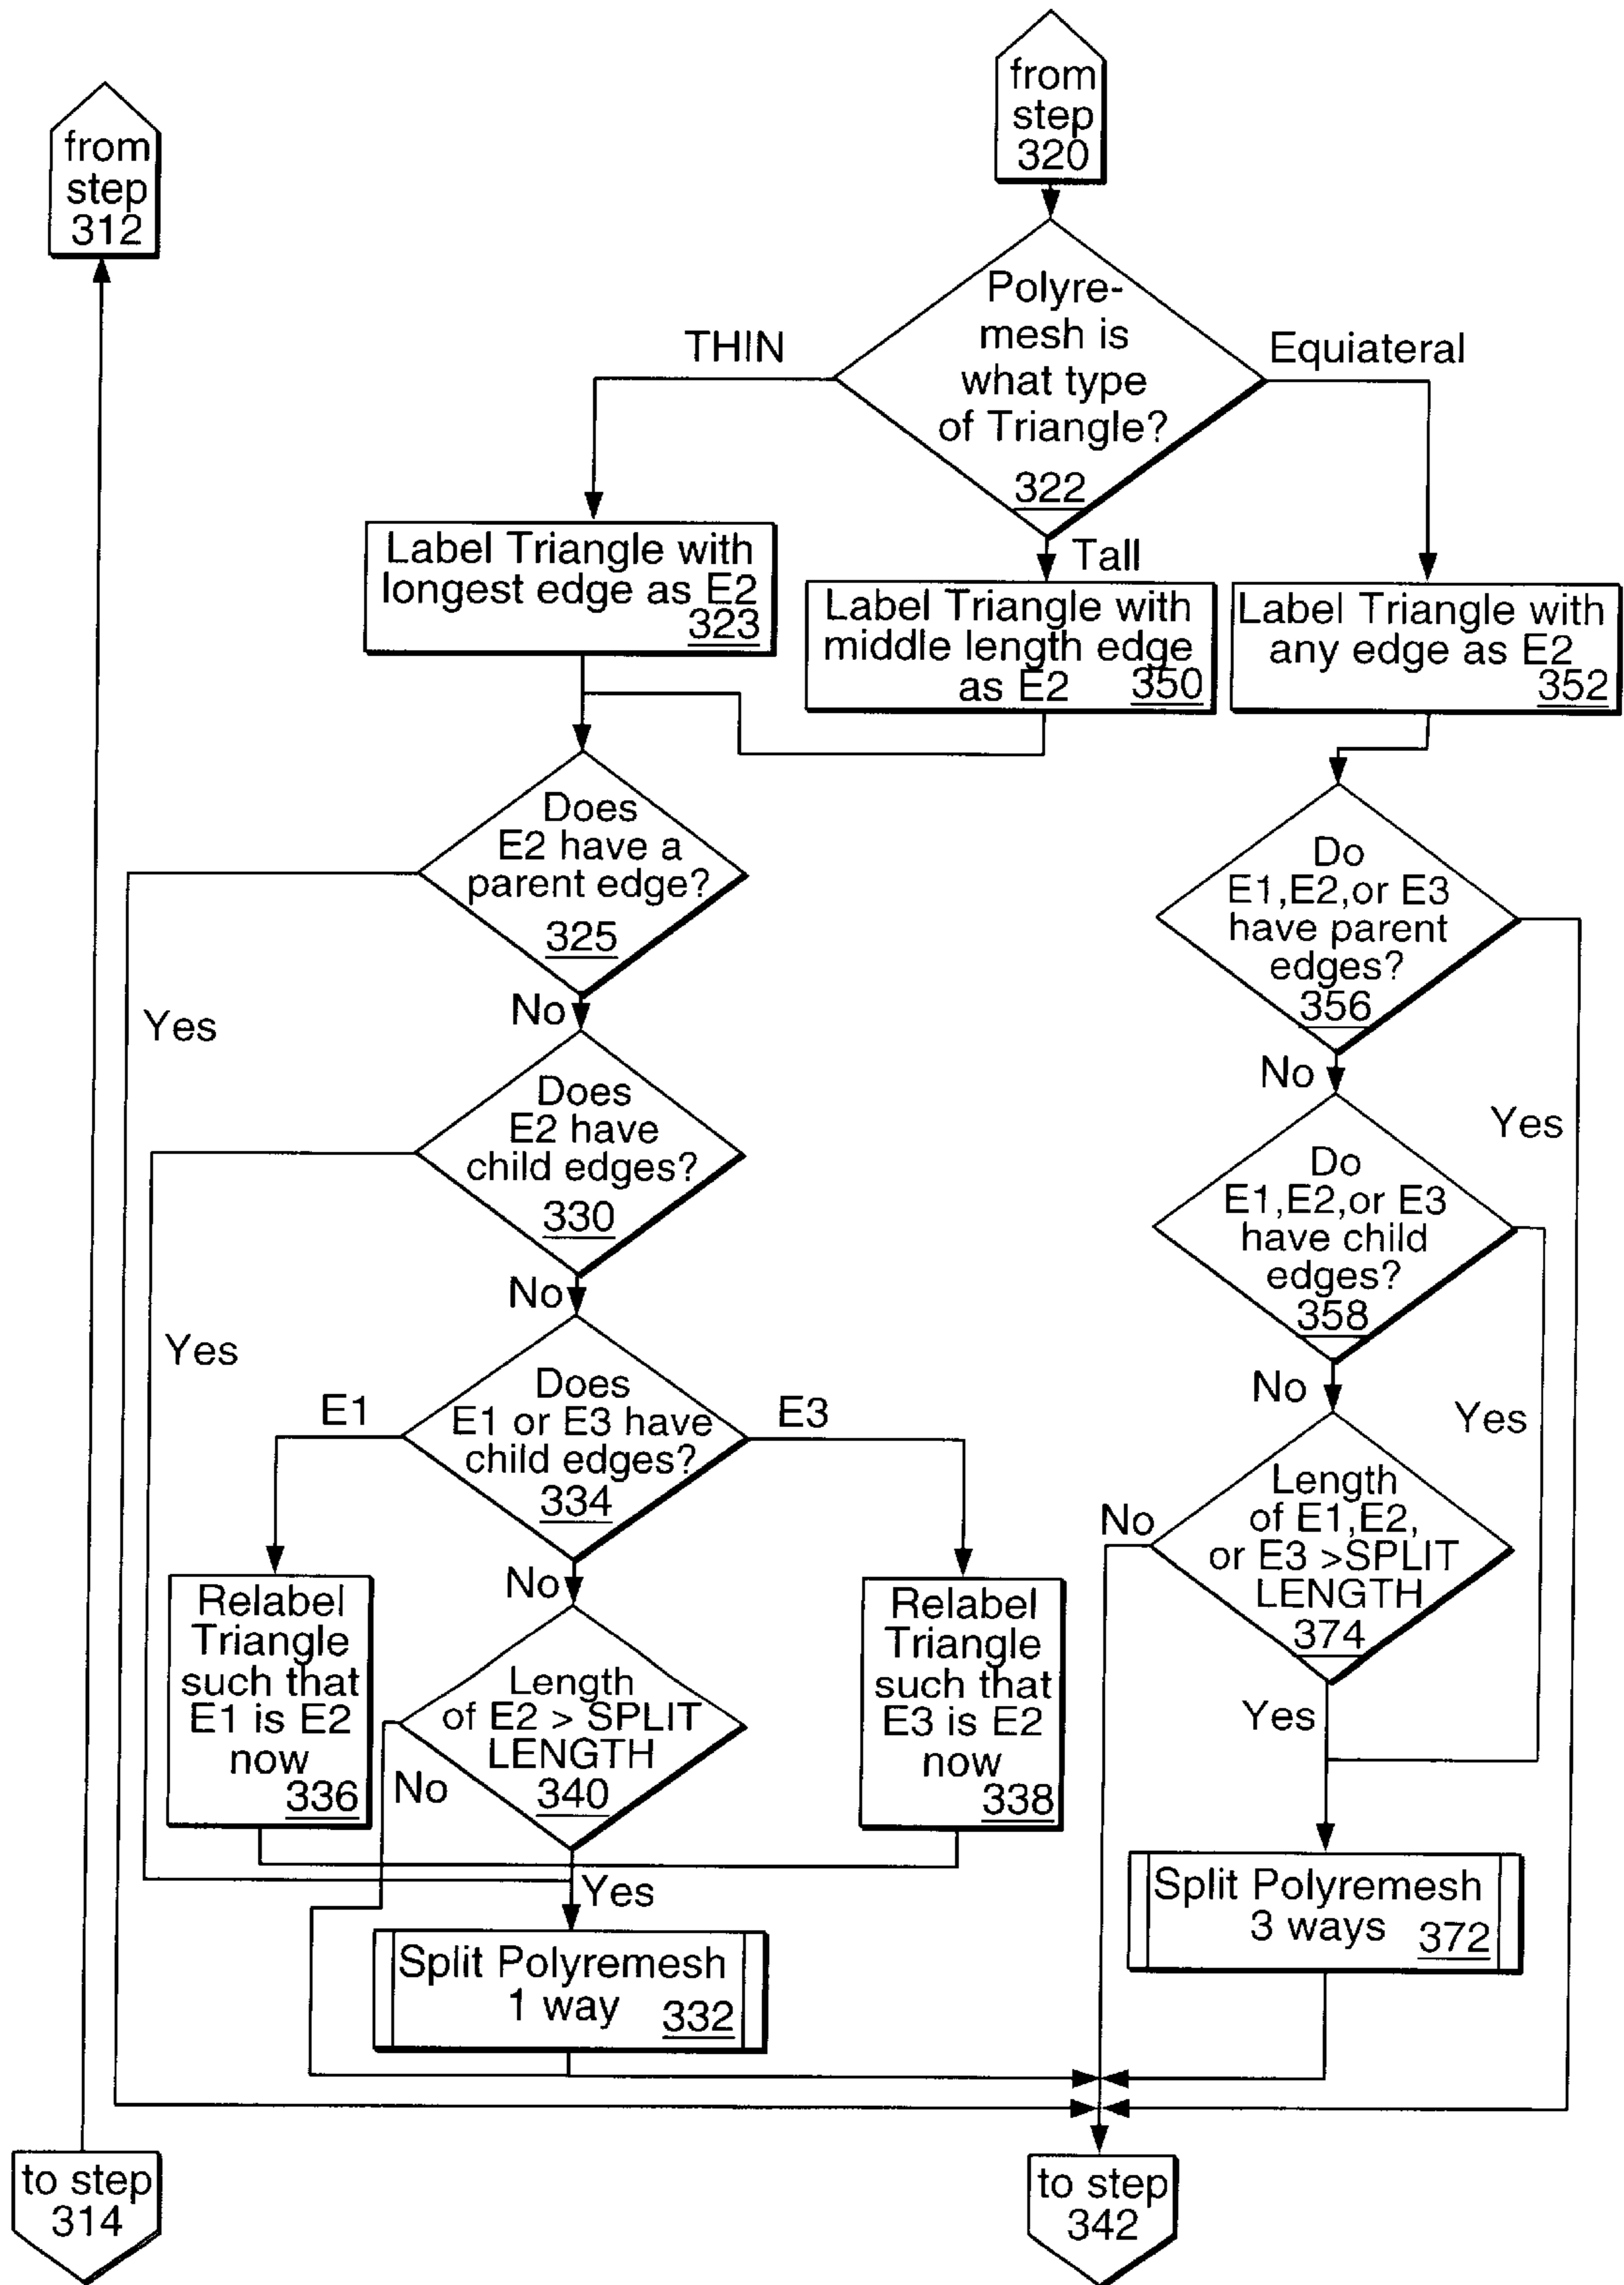 from
step
320
from
step
312
Polyre-
mesh is
what type
of Triangle?
322
THIN
Equiateral
Tall
Label Triangle with
longest edge as E2
323
Label Triangle with
middle length edge
as E2 350
Label Triangle with
any edge as E2
352
Does
E2 have a
parent edge?
325
Yes
No
Does
E2 have
child edges?
330
Yes
No
Does
E1 or E3 have
child edges?
334
E1
E3
No
Relabel
Triangle
such that
E1 is E2
now
336
Length
of E2 > SPLIT
LENGTH
340
No
Yes
Relabel
Triangle
such that
E3 is E2
now
338
Split Polyremesh
1 way 332
Do
E1,E2,or E3
have parent
edges?
356
No
Yes
Do
E1,E2,or E3
have child
edges?
358
No
Yes
Length
of E1,E2,
or E3 >SPLIT
LENGTH
374
No
Yes
Split Polyremesh
3 ways 372
to step
314
to step
342